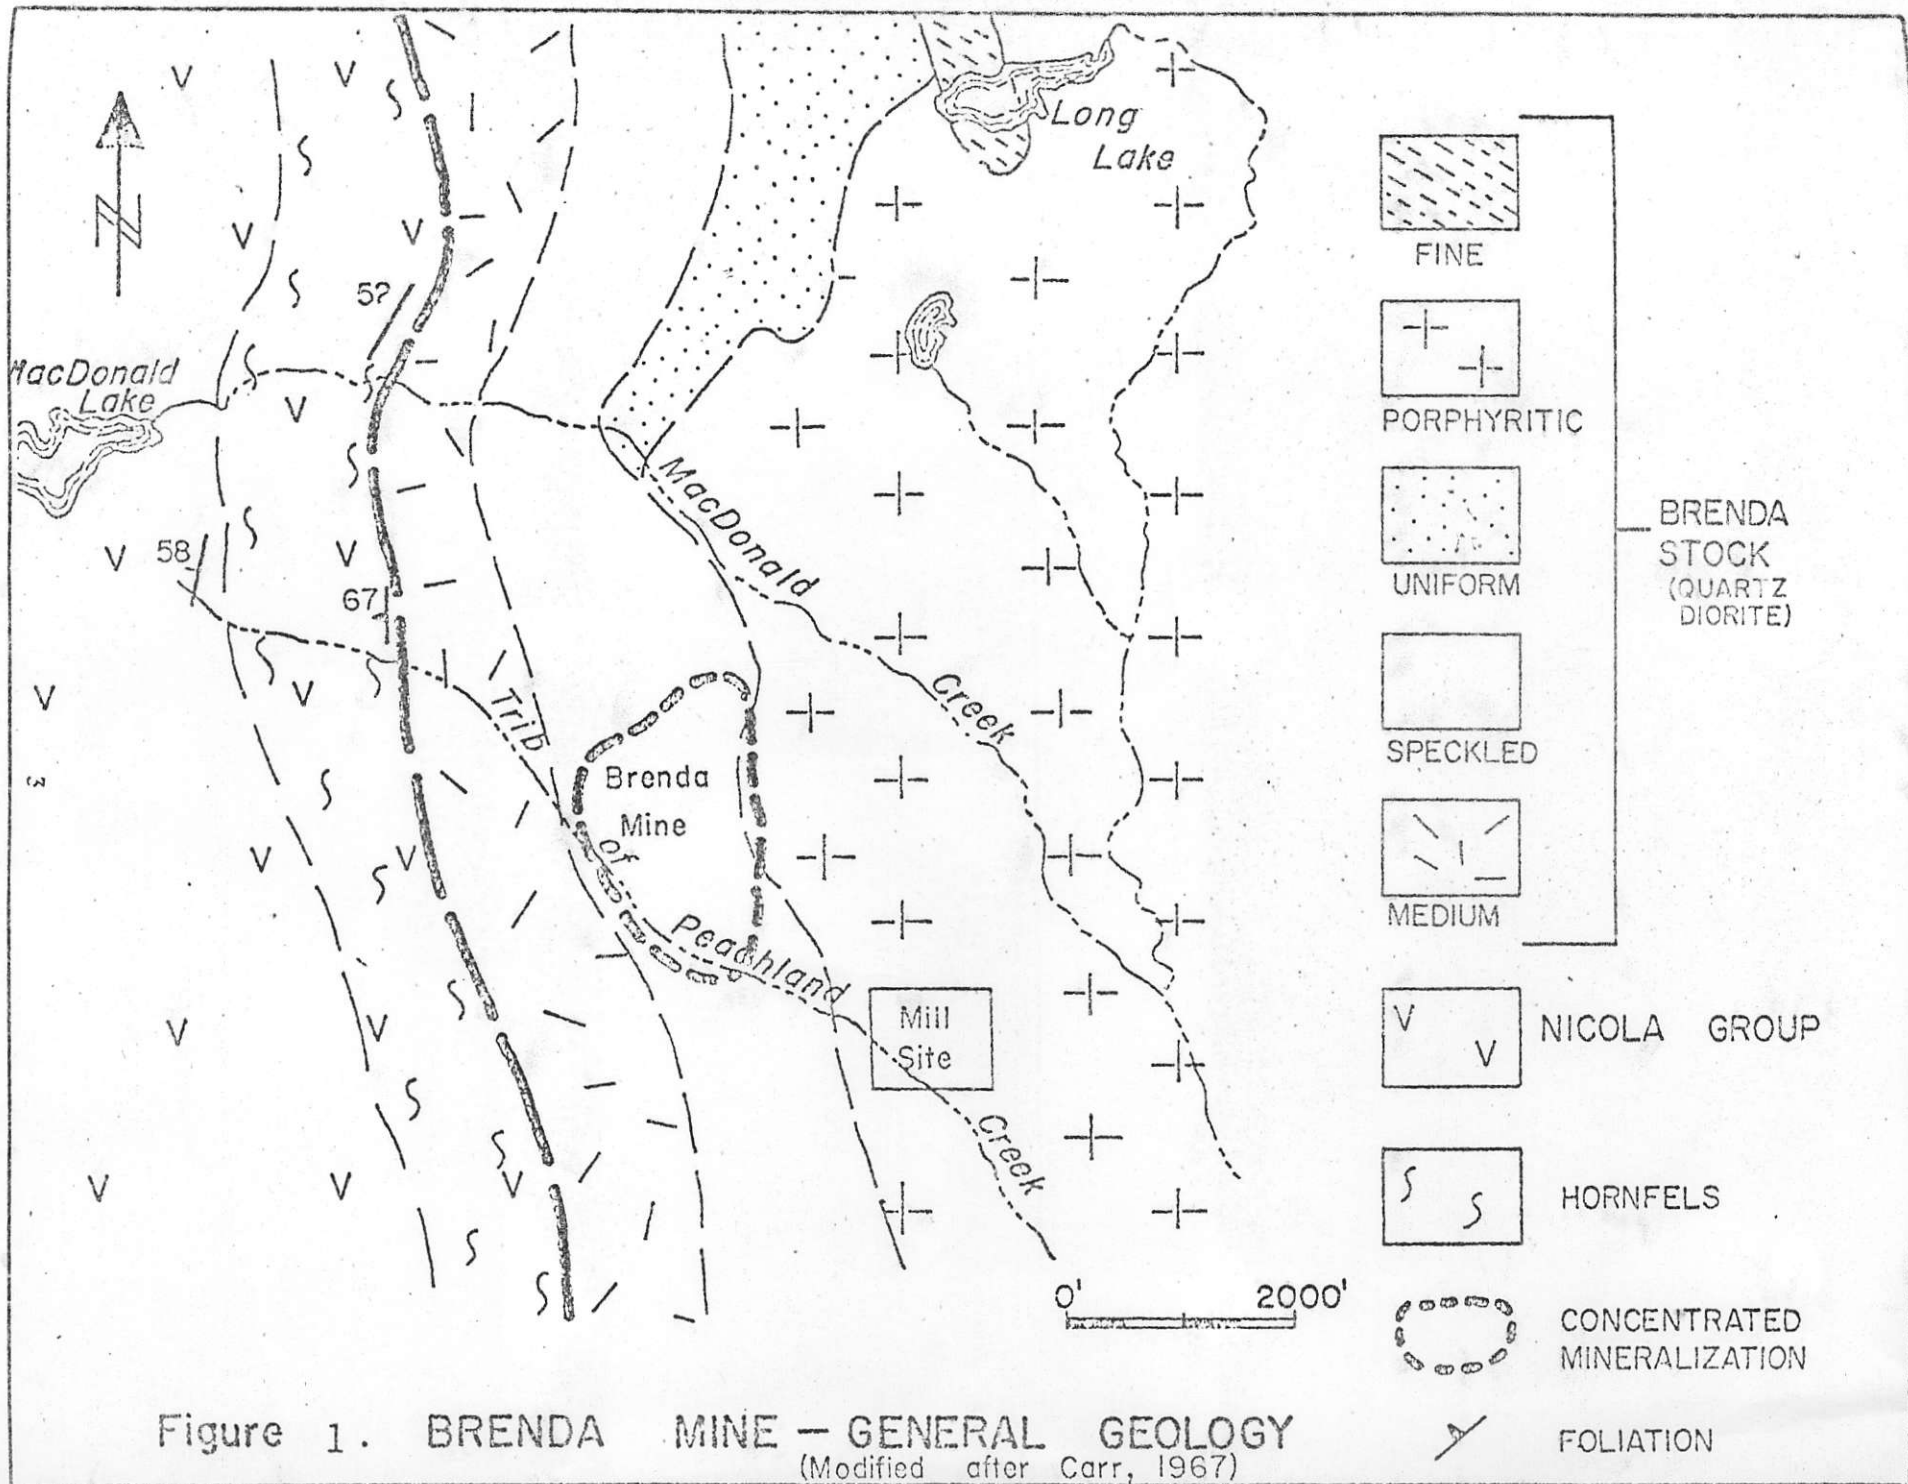 Long
Lake
MacDonald
Lake
52
58
67
MacDonald
Creek
Trib
of
Peachland
Creek
Brenda
Mine
Mill
Site
N
3
0' 2000'
FINE
PORPHYRITIC
UNIFORM
SPECKLED
MEDIUM
BRENDA
STOCK
(QUARTZ
DIORITE)
V
V
NICOLA GROUP
HORNFELS
CONCENTRATED
MINERALIZATION
FOLIATION
Figure 1. BRENDA MINE – GENERAL GEOLOGY
(Modified after Carr, 1967)